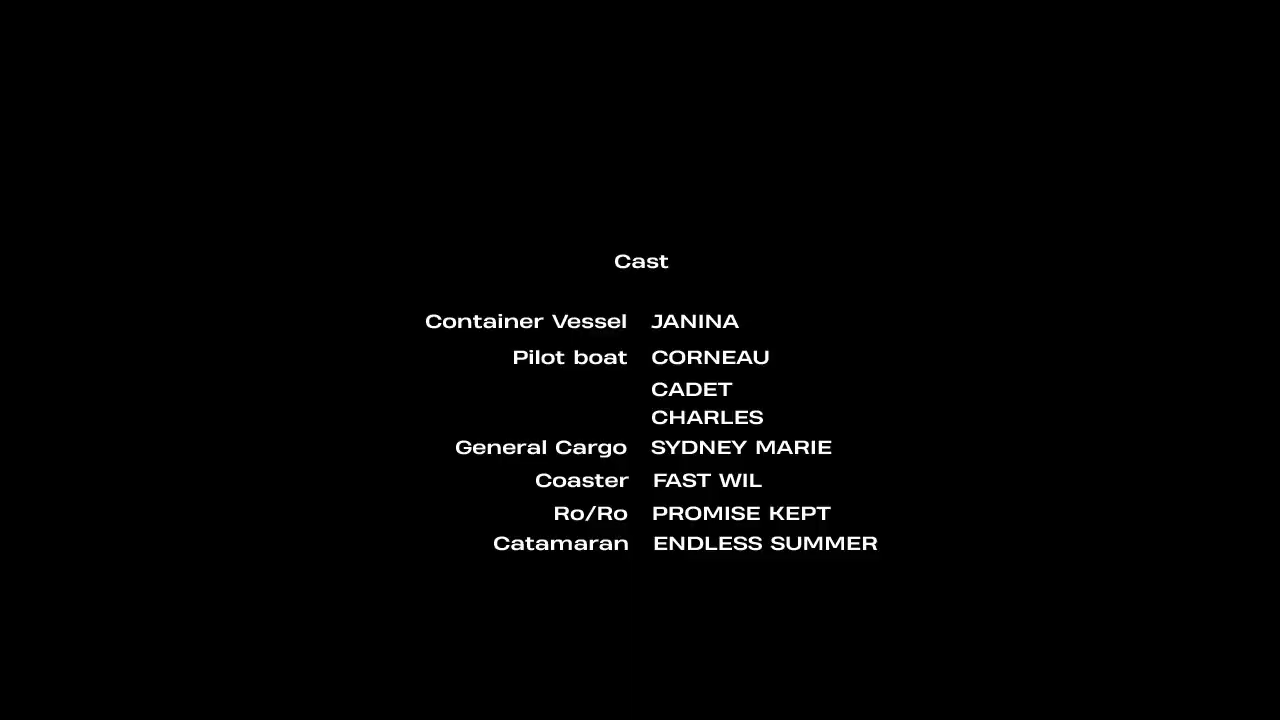 Cast
Container Vessel JANINA
Pilot boat CORNEAU
CADET
CHARLES
General Cargo SYDNEY MARIE
Coaster FAST WIL
Ro/Ro PROMISE KEPT
Catamaran ENDLESS SUMMER